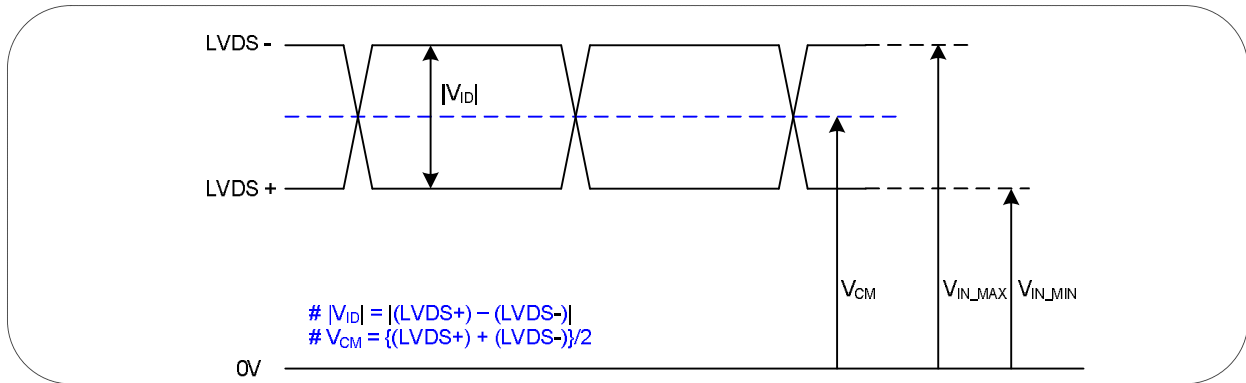 LVDS -
|VID|
LVDS +
VCM
VIN_MAX
VIN_MIN
# |VID| = |(LVDS+) – (LVDS-)|
# VCM = {(LVDS+) + (LVDS-)}/2
0V